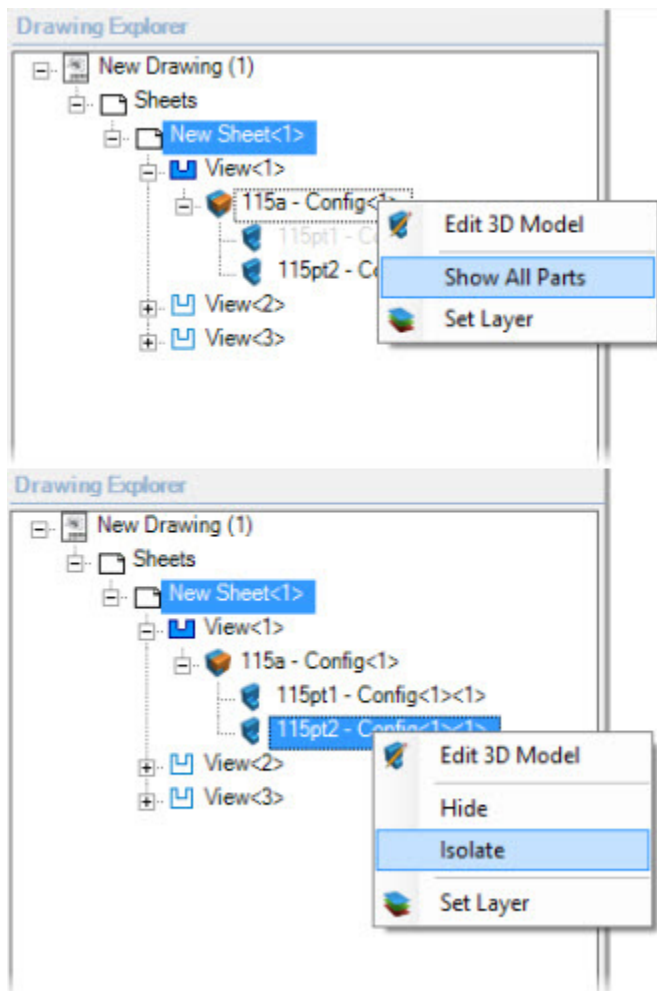 Drawing Explorer
New Drawing (1)
Sheets
New Sheet<1>
View<1>
115a - Config<1>
Edit 3D Model
115pt1 - C
115pt2 - Co
Show All Parts
Set Layer
View<2>
View<3>
Drawing Explorer
New Drawing (1)
Sheets
New Sheet<1>
View<1>
115a - Config<1>
115pt1 - Config<1><1>
115pt2 - Config<1><1>
Edit 3D Model
View<2>
View<3>
Hide
Isolate
Set Layer